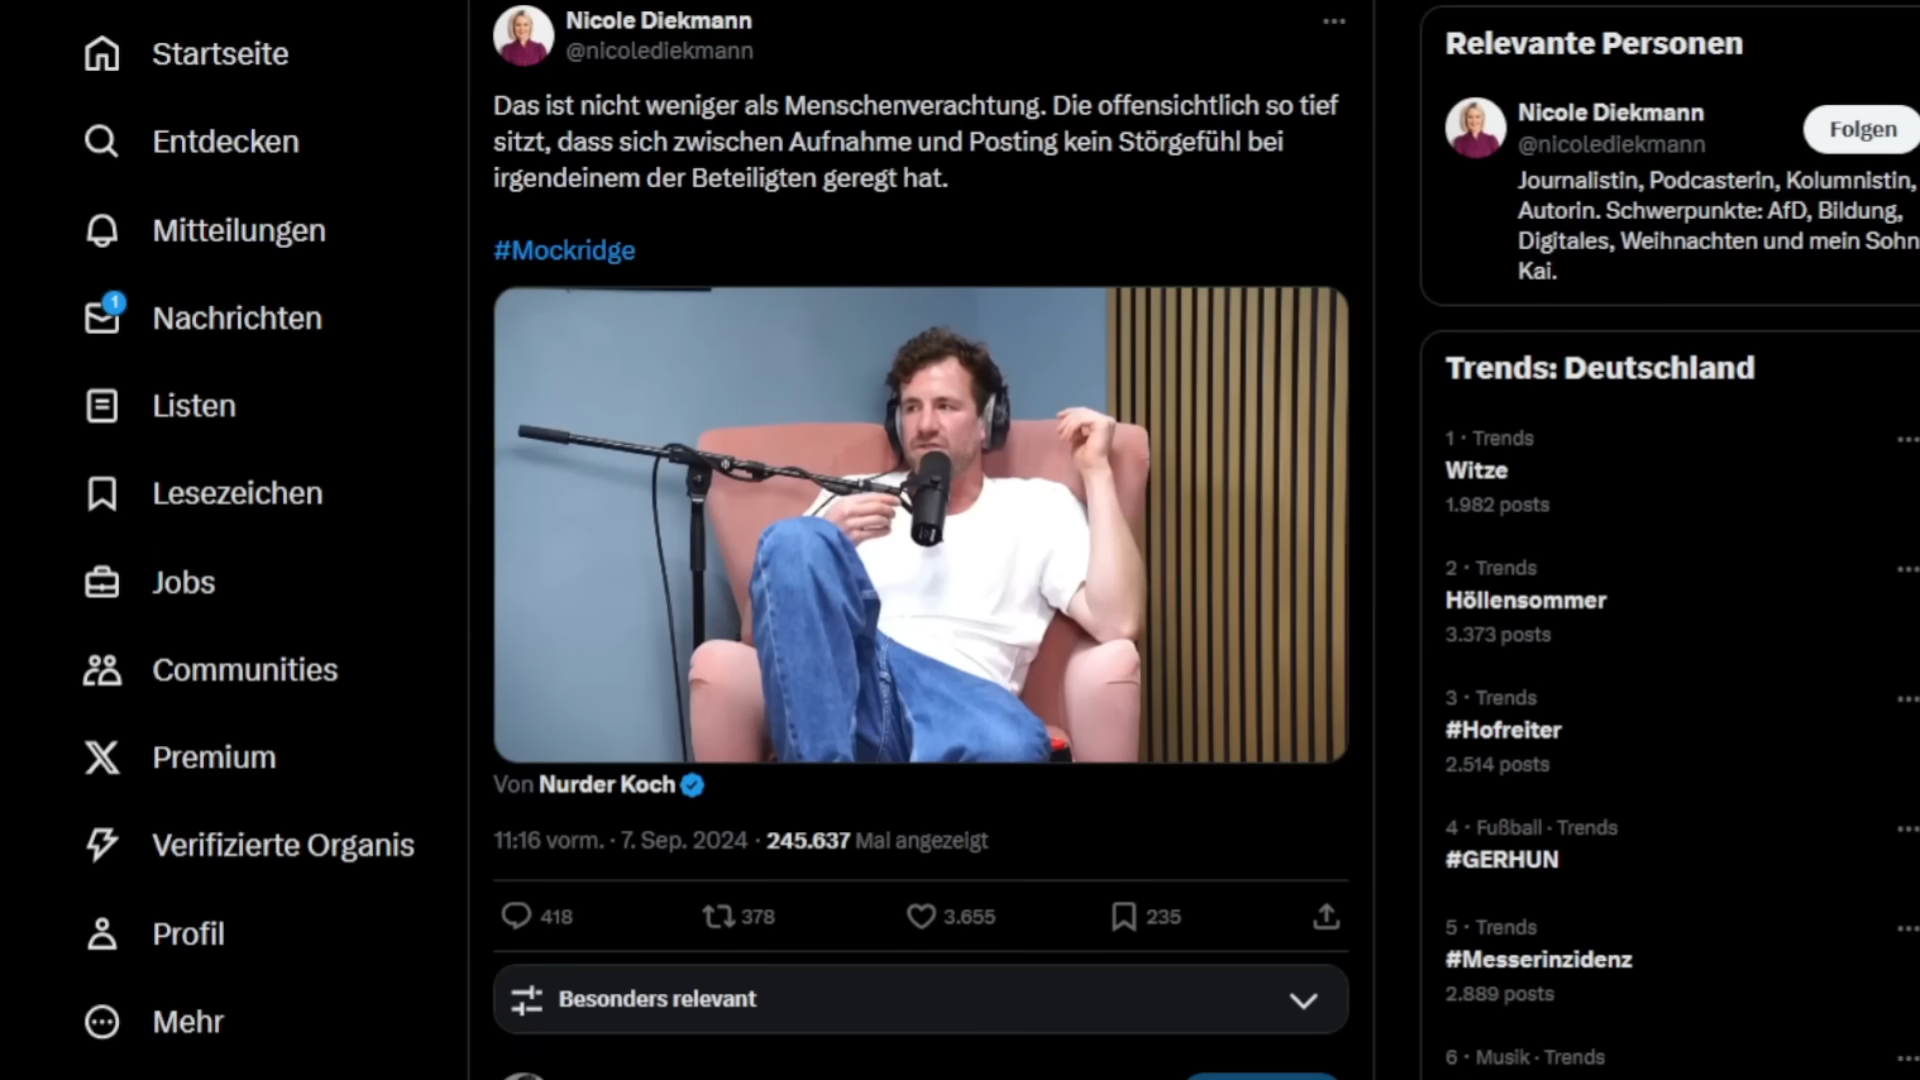 Startseite
Entdecken
Mitteilungen
1
Nachrichten
Listen
Lesezeichen
Jobs
Communities
Premium
Verifizierte Organis
Profil
Mehr
Nicole Diekmann
@nicolediekmann
Das ist nicht weniger als Menschenverachtung. Die offensichtlich so tief
sitzt, dass sich zwischen Aufnahme und Posting kein Störgefühl bei
irgendeinem der Beteiligten geregt hat.
#Mockridge
Von Nurder Koch
11:16 vorm. · 7. Sep. 2024 · 245.637 Mal angezeigt
418
378
3.655
235
Besonders relevant
Relevante Personen
Nicole Diekmann
@nicolediekmann
Folgen
Journalistin, Podcasterin, Kolumnistin,
Autorin. Schwerpunkte: AfD, Bildung,
Digitales, Weihnachten und mein Sohn
Kai.
Trends: Deutschland
1 · Trends
Witze
1.982 posts
2 · Trends
Höllensommer
3.373 posts
3 · Trends
#Hofreiter
2.514 posts
4 · Fußball · Trends
#GERHUN
5 · Trends
#Messerinzidenz
2.889 posts
6 · Musik · Trends